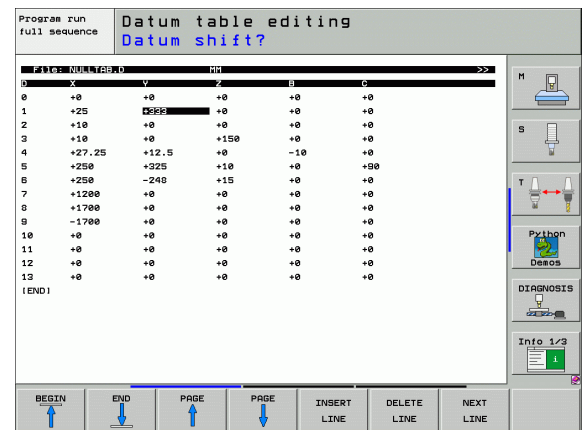 Program run
full sequence
Datum table editing
Datum shift?
File: NULLTAB.D MM >>
D X Y Z B C
0 +0 +0 +0 +0 +0
1 +25 +333 +0 +0 +0
2 +10 +0 +0 +0 +0
3 +10 +0 +150 +0 +0
4 +27.25 +12.5 +0 -10 +0
5 +250 +325 +10 +0 +90
6 +250 -248 +15 +0 +0
7 +1200 +0 +0 +0 +0
8 +1700 +0 +0 +0 +0
9 -1700 +0 +0 +0 +0
10 +0 +0 +0 +0 +0
11 +0 +0 +0 +0 +0
12 +0 +0 +0 +0 +0
13 +0 +0 +0 +0 +0
[END]
M
S
T
Python
Demos
DIAGNOSIS
Info 1/3
i
BEGIN
END
PAGE
PAGE
INSERT
LINE
DELETE
LINE
NEXT
LINE